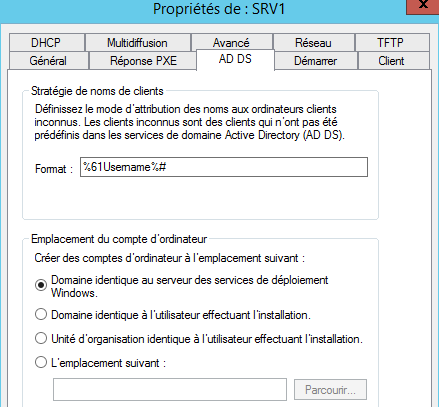 Propriétés de : SRV1
x
DHCP Multidiffusion Avancé Réseau TFTP
Général Réponse PXE AD DS Démarrer Client
Stratégie de noms de clients
Définissez le mode d'attribution des noms aux ordinateurs clients
inconnus. Les clients inconnus sont des clients qui n'ont pas été
prédéfinis dans les services de domaine Active Directory (AD DS).
Format : %61Username%#
Emplacement du compte d'ordinateur
Créer des comptes d'ordinateur à l'emplacement suivant :
Domaine identique au serveur des services de déploiement
Windows.
Domaine identique à l'utilisateur effectuant l'installation.
Unité d'organisation identique à l'utilisateur effectuant l'installation.
L'emplacement suivant :
Parcourir...